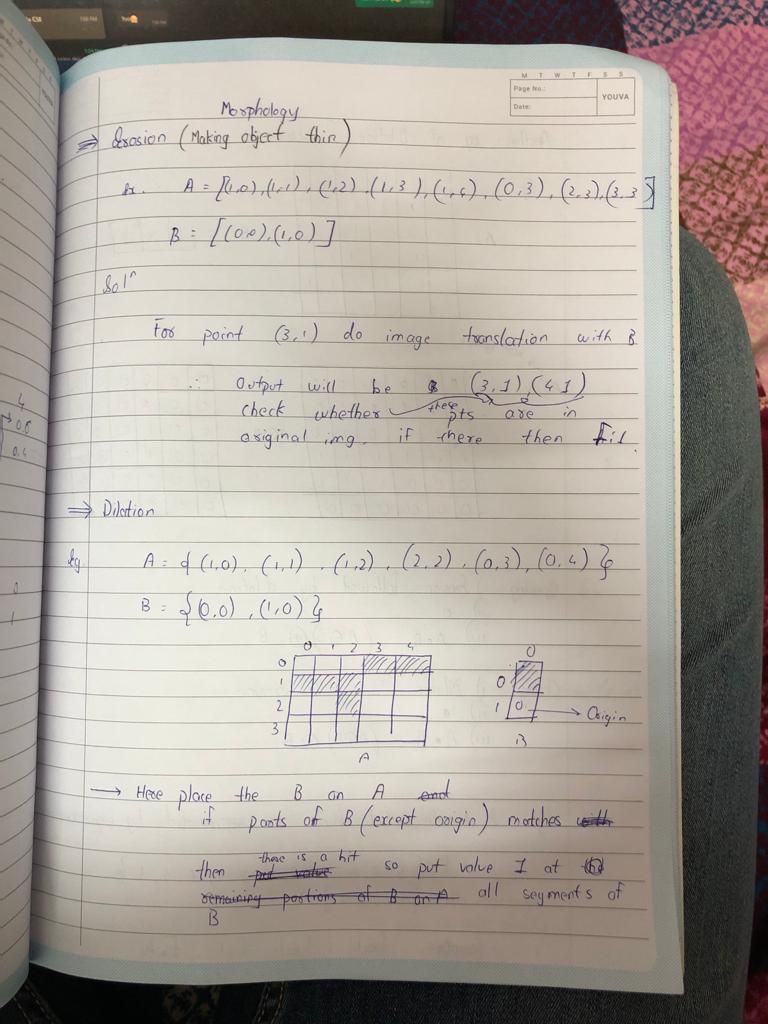 M T W T F S S
Page No.:
Date:
YOUVA
Morphology
⇒ Erosion (Making object thin)
Ex. A = [(1,0), (1,1), (1,2), (1,3), (1,4), (0,3), (2,3), (3,3)]
B = [(0,0), (1,0)]
Solⁿ
For point (3,1) do image translation with B
∴ Output will be (3,1), (4,1)
check whether these pts are in
original img. if there then
⇒ Dilation
Eg. A = {(1,0), (1,1), (1,2), (2,2), (0,3), (0,4)}
B = {(0,0), (1,0)}
0 1 2 3 4
0
1
2
3
A
0
0
1 0 → Origin
B
→ Here place the B on A end
if parts of B (except origin) matches with
then put value there is a hit so put value 1 at the
remaining portions of B on A all segments of
B